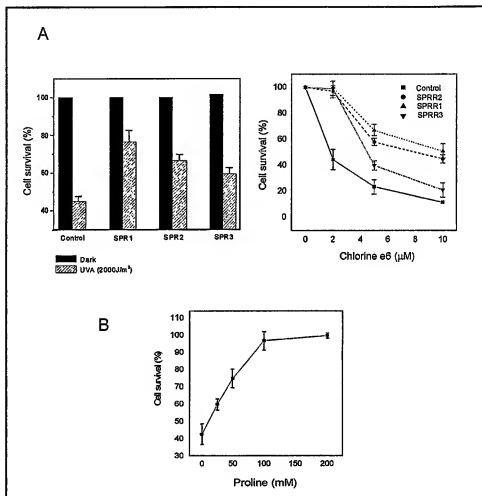 A
Cell survival (%)
100
80
60
40
Control SPR1 SPR2 SPR3
Dark
UVA (2000J/m²)
Control
SPRR2
SPRR1
SPRR3
Cell survival (%)
100
80
60
40
20
0
0 2 4 6 8 10
Chlorine e6 (μM)
B
Cell survival (%)
110
100
90
80
70
60
50
40
30
0 50 100 150 200
Proline (mM)